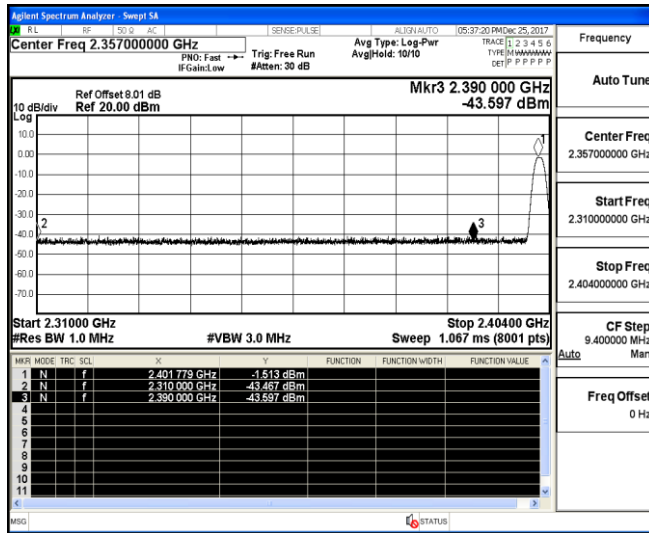 Agilent Spectrum Analyzer - Swept SA
RL RF 50 Ω AC SENSE:PULSE ALIGN AUTO 05:37:20 PM Dec 25, 2017
Center Freq 2.357000000 GHz
PNO: Fast
IFGain:Low
Trig: Free Run
#Atten: 30 dB
Avg Type: Log-Pwr
Avg|Hold: 10/10
TRACE 1 2 3 4 5 6
TYPE MWWWWW
DET P P P P P P
Ref Offset 8.01 dB
10 dB/div Ref 20.00 dBm
Log
Mkr3 2.390 000 GHz
-43.597 dBm
10.0
0.00
-10.0
-20.0
-30.0
-40.0
-50.0
-60.0
-70.0
1
2
3
Start 2.31000 GHz Stop 2.40400 GHz
#Res BW 1.0 MHz #VBW 3.0 MHz Sweep 1.067 ms (8001 pts)
MKR MODE TRC SCL X Y FUNCTION FUNCTION WIDTH FUNCTION VALUE
1 N f 2.401 779 GHz -1.513 dBm
2 N f 2.310 000 GHz -43.467 dBm
3 N f 2.390 000 GHz -43.597 dBm
4
5
6
7
8
9
10
11
MSG STATUS
Frequency
Auto Tune
Center Freq
2.357000000 GHz
Start Freq
2.310000000 GHz
Stop Freq
2.404000000 GHz
CF Step
9.400000 MHz
Auto Man
Freq Offset
0 Hz